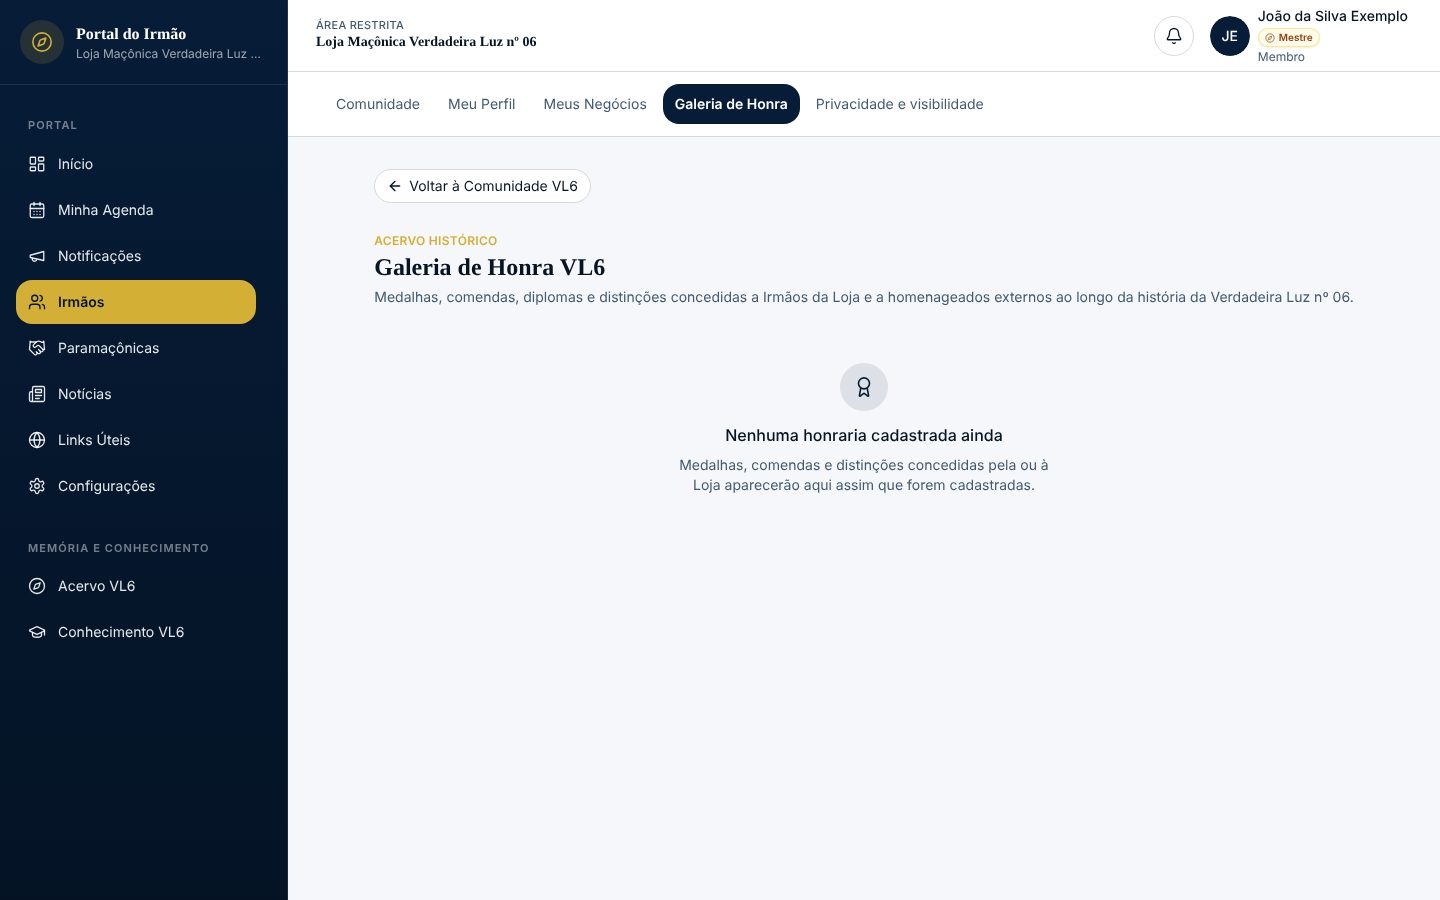 Portal do Irmão
Loja Maçônica Verdadeira Luz ...
PORTAL
Início
Minha Agenda
Notificações
Irmãos
Paramaçônicas
Notícias
Links Úteis
Configurações
MEMÓRIA E CONHECIMENTO
Acervo VL6
Conhecimento VL6
ÁREA RESTRITA
Loja Maçônica Verdadeira Luz nº 06
JE
João da Silva Exemplo
Mestre
Membro
Comunidade
Meu Perfil
Meus Negócios
Galeria de Honra
Privacidade e visibilidade
Voltar à Comunidade VL6
ACERVO HISTÓRICO
Galeria de Honra VL6
Medalhas, comendas, diplomas e distinções concedidas a Irmãos da Loja e a homenageados externos ao longo da história da Verdadeira Luz nº 06.
Nenhuma honraria cadastrada ainda
Medalhas, comendas e distinções concedidas pela ou à
Loja aparecerão aqui assim que forem cadastradas.